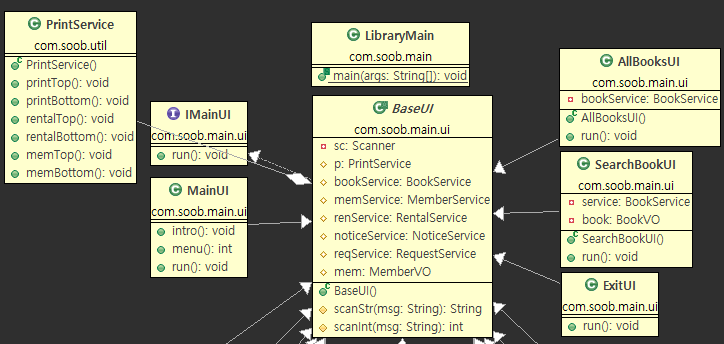 PrintService
com.soob.util
PrintService()
printTop(): void
printBottom(): void
rentalTop(): void
rentalBottom(): void
memTop(): void
memBottom(): void
LibraryMain
com.soob.main
main(args: String[]): void
IMainUI
com.soob.main.ui
run(): void
MainUI
com.soob.main.ui
intro(): void
menu(): int
run(): void
BaseUI
com.soob.main.ui
sc: Scanner
p: PrintService
bookService: BookService
memService: MemberService
renService: RentalService
noticeService: NoticeService
reqService: RequestService
mem: MemberVO
BaseUI()
scanStr(msg: String): String
scanInt(msg: String): int
AllBooksUI
com.soob.main.ui
bookService: BookService
AllBooksUI()
run(): void
SearchBookUI
com.soob.main.ui
service: BookService
book: BookVO
SearchBookUI()
run(): void
ExitUI
com.soob.main.ui
run(): void